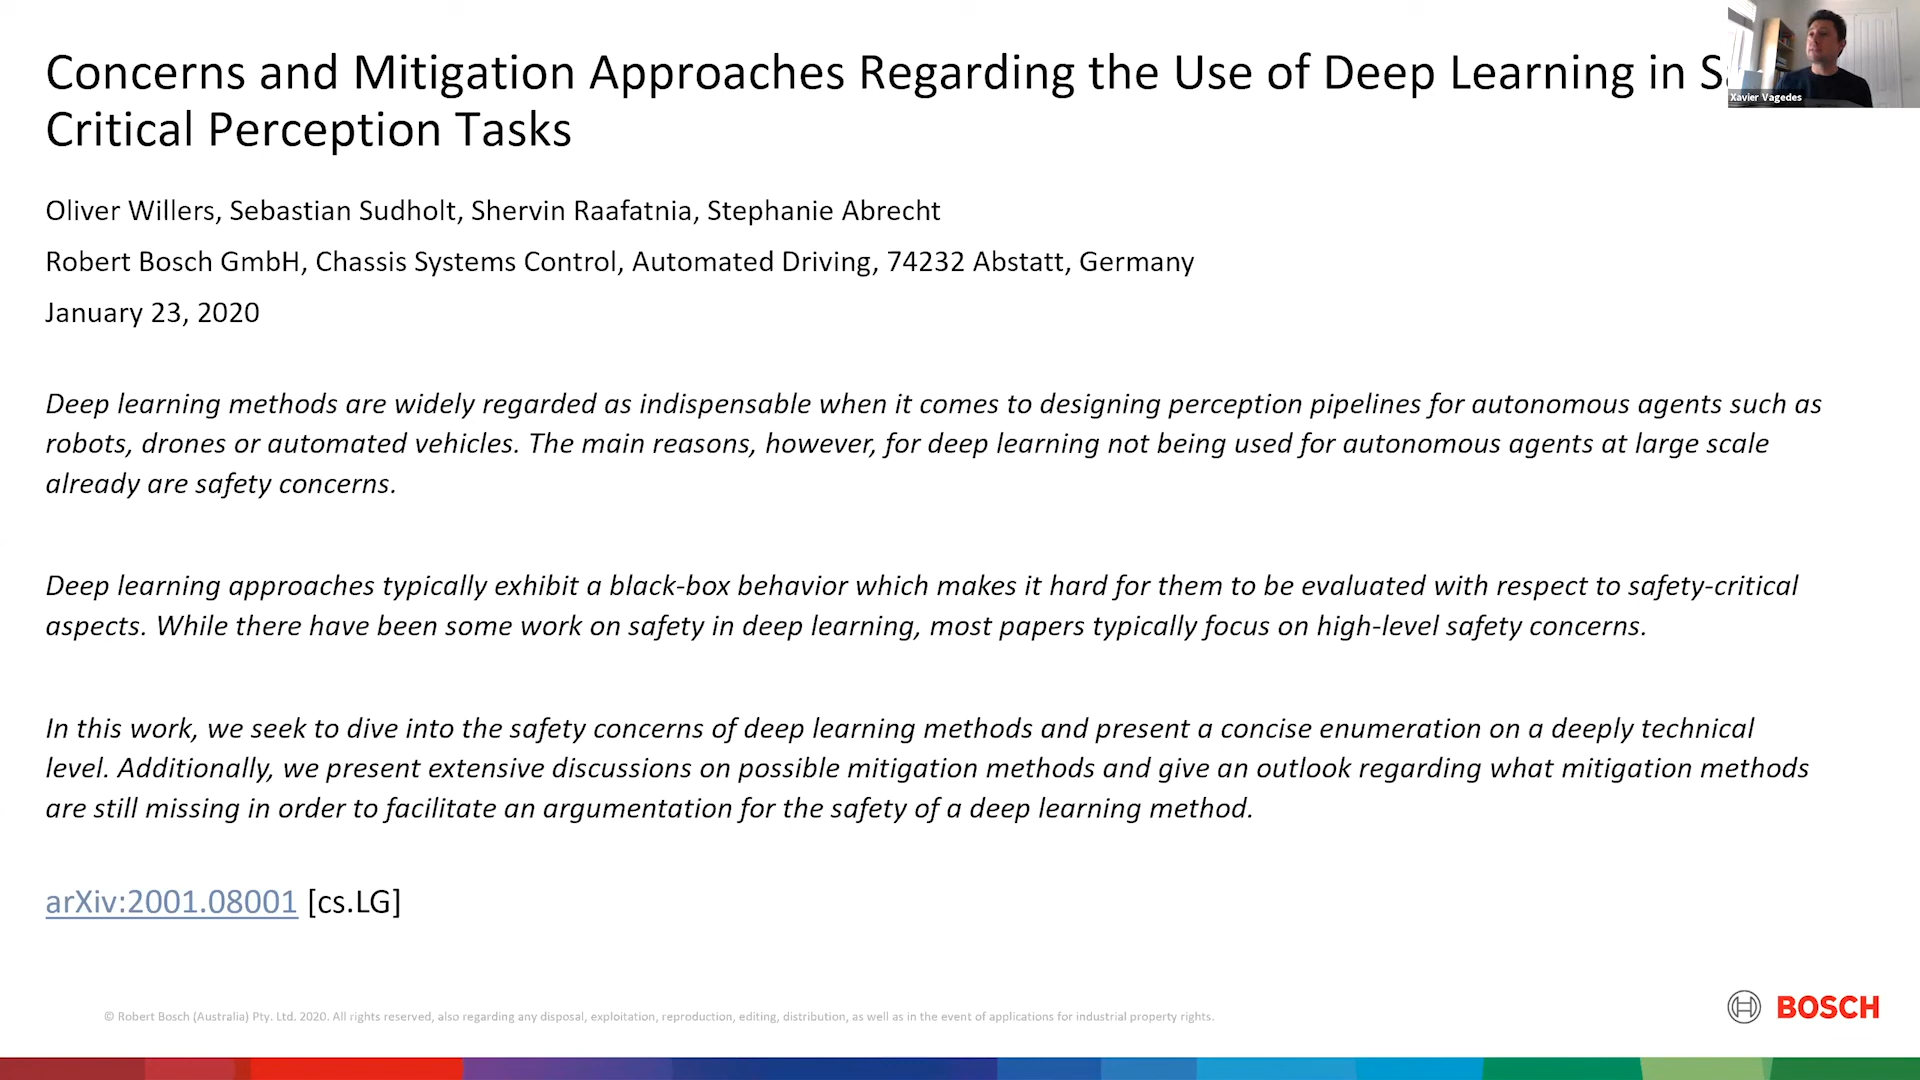 Concerns and Mitigation Approaches Regarding the Use of Deep Learning in
Critical Perception Tasks
Xavier Vagedes
Oliver Willers, Sebastian Sudholt, Shervin Raafatnia, Stephanie Abrecht
Robert Bosch GmbH, Chassis Systems Control, Automated Driving, 74232 Abstatt, Germany
January 23, 2020
Deep learning methods are widely regarded as indispensable when it comes to designing perception pipelines for autonomous agents such as
robots, drones or automated vehicles. The main reasons, however, for deep learning not being used for autonomous agents at large scale
already are safety concerns.
Deep learning approaches typically exhibit a black-box behavior which makes it hard for them to be evaluated with respect to safety-critical
aspects. While there have been some work on safety in deep learning, most papers typically focus on high-level safety concerns.
In this work, we seek to dive into the safety concerns of deep learning methods and present a concise enumeration on a deeply technical
level. Additionally, we present extensive discussions on possible mitigation methods and give an outlook regarding what mitigation methods
are still missing in order to facilitate an argumentation for the safety of a deep learning method.
arXiv:2001.08001 [cs.LG]
© Robert Bosch (Australia) Pty. Ltd. 2020. All rights reserved, also regarding any disposal, exploitation, reproduction, editing, distribution, as well as in the event of applications for industrial property rights.
BOSCH